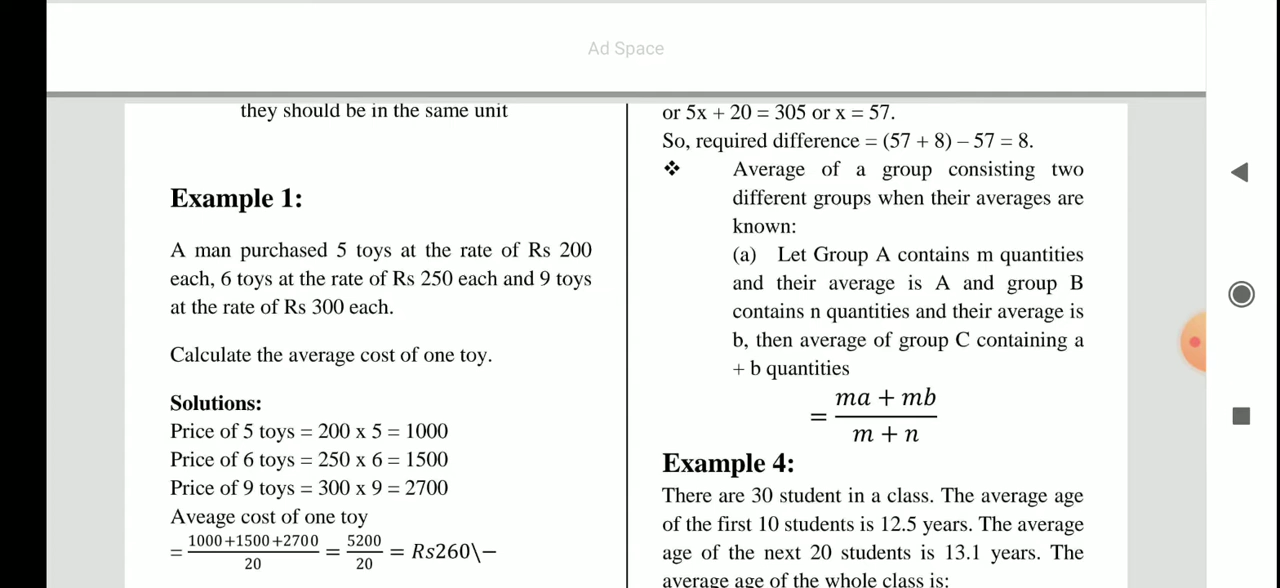 Ad Space
they should be in the same unit
Example 1:
A man purchased 5 toys at the rate of Rs 200
each, 6 toys at the rate of Rs 250 each and 9 toys
at the rate of Rs 300 each.
Calculate the average cost of one toy.
Solutions:
Price of 5 toys = 200 x 5 = 1000
Price of 6 toys = 250 x 6 = 1500
Price of 9 toys = 300 x 9 = 2700
Aveage cost of one toy
= 1000+1500+2700/20 = 5200/20 = Rs260\−
or 5x + 20 = 305 or x = 57.
So, required difference = (57 + 8) – 57 = 8.
❖ Average of a group consisting two
different groups when their averages are
known:
(a) Let Group A contains m quantities
and their average is A and group B
contains n quantities and their average is
b, then average of group C containing a
+ b quantities
= ma + mb/m + n
Example 4:
There are 30 student in a class. The average age
of the first 10 students is 12.5 years. The average
age of the next 20 students is 13.1 years. The
average age of the whole class is: